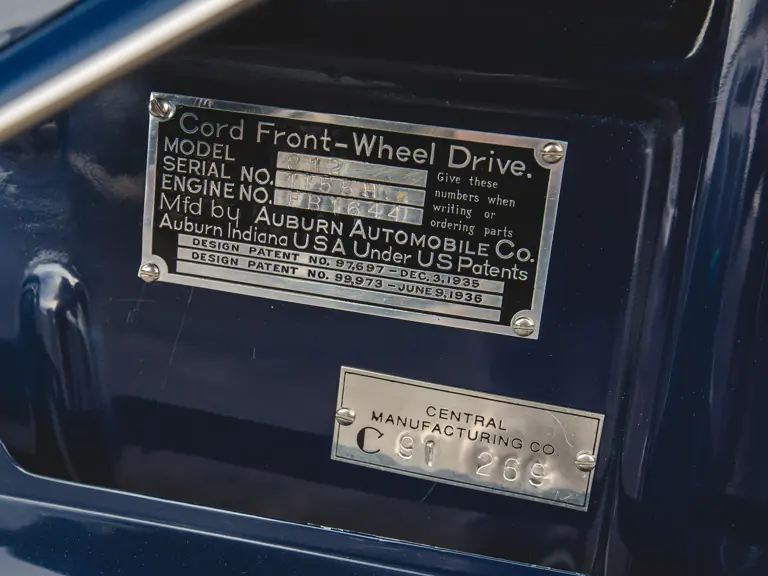 Cord Front-Wheel Drive.
MODEL 812
SERIAL NO.
ENGINE NO.
Give these
numbers when
writing or
ordering parts
Mfd by AUBURN AUTOMOBILE CO.
Auburn Indiana USA Under US Patents
DESIGN PATENT NO. 97,697-DEC. 3, 1935
DESIGN PATENT NO. 99,973-JUNE 9, 1936
CENTRAL
MANUFACTURING CO.
C 91 269